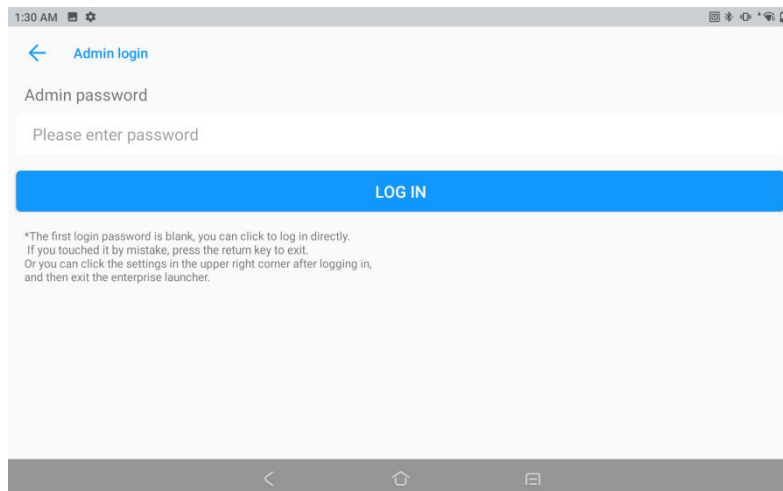 1:30 AM
Admin login
Admin password
Please enter password
LOG IN
*The first login password is blank, you can click to log in directly.
If you touched it by mistake, press the return key to exit.
Or you can click the settings in the upper right corner after logging in,
and then exit the enterprise launcher.